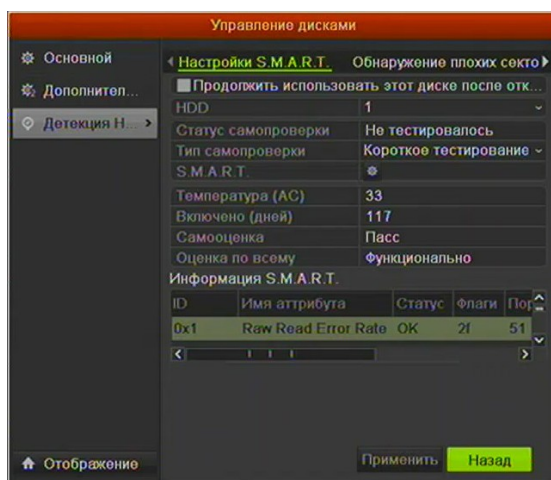 Управление дисками
Основной
Дополнител...
Детекция H...
Настройки S.M.A.R.T.
Обнаружение плохих секто
Продолжить использовать этот диске после отк...
HDD 1
Статус самопроверки Не тестировалось
Тип самопроверки Короткое тестирование
S.M.A.R.T.
Температура (АС) 33
Включено (дней) 117
Самооценка Пасс
Оценка по всему Функционально
Информация S.M.A.R.T.
ID Имя аттрибута Статус Флаги Пор
0x1 Raw Read Error Rate OK 2f 51
Отображение
Применить
Назад